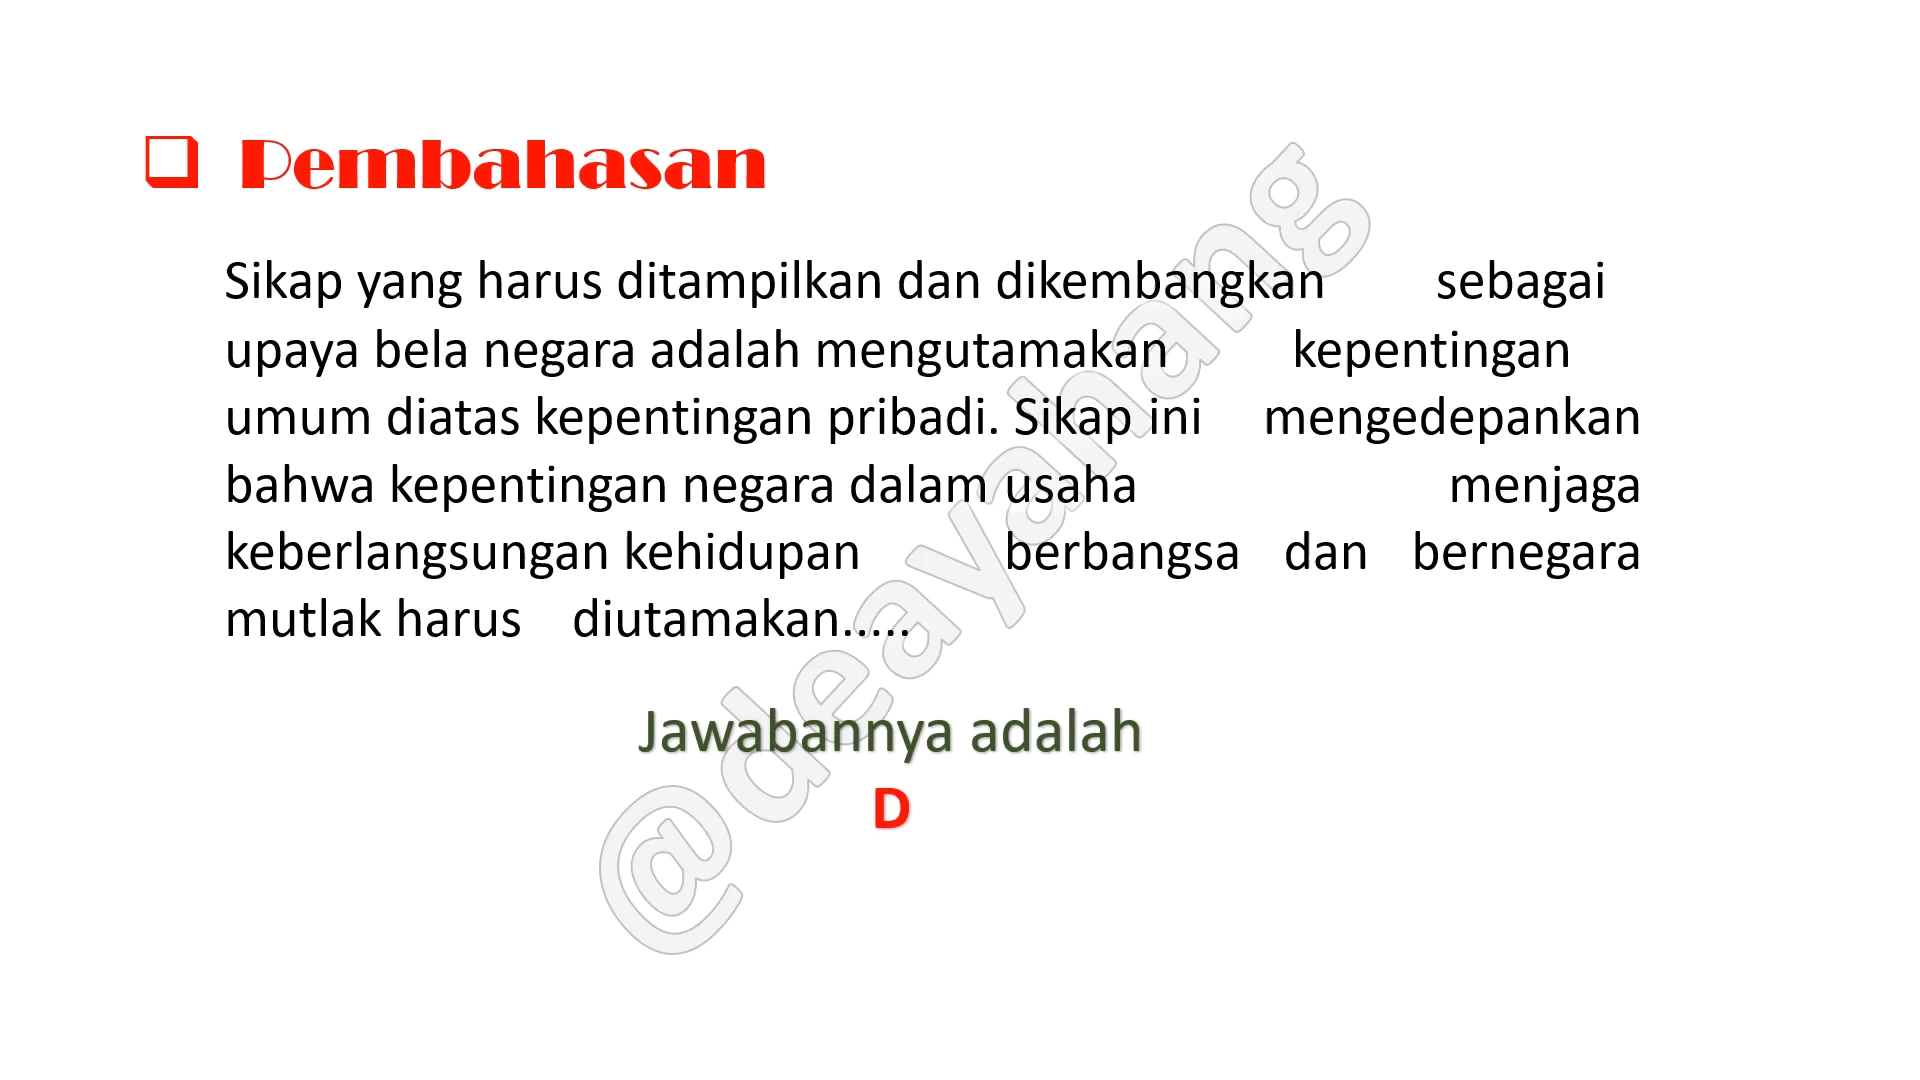 Pembahasan
Sikap yang harus ditampilkan dan dikembangkan sebagai
upaya bela negara adalah mengutamakan kepentingan
umum diatas kepentingan pribadi. Sikap ini mengedepankan
bahwa kepentingan negara dalam usaha menjaga
keberlangsungan kehidupan berbangsa dan bernegara
mutlak harus diutamakan.....
Jawabannya adalah
D
@deayahang